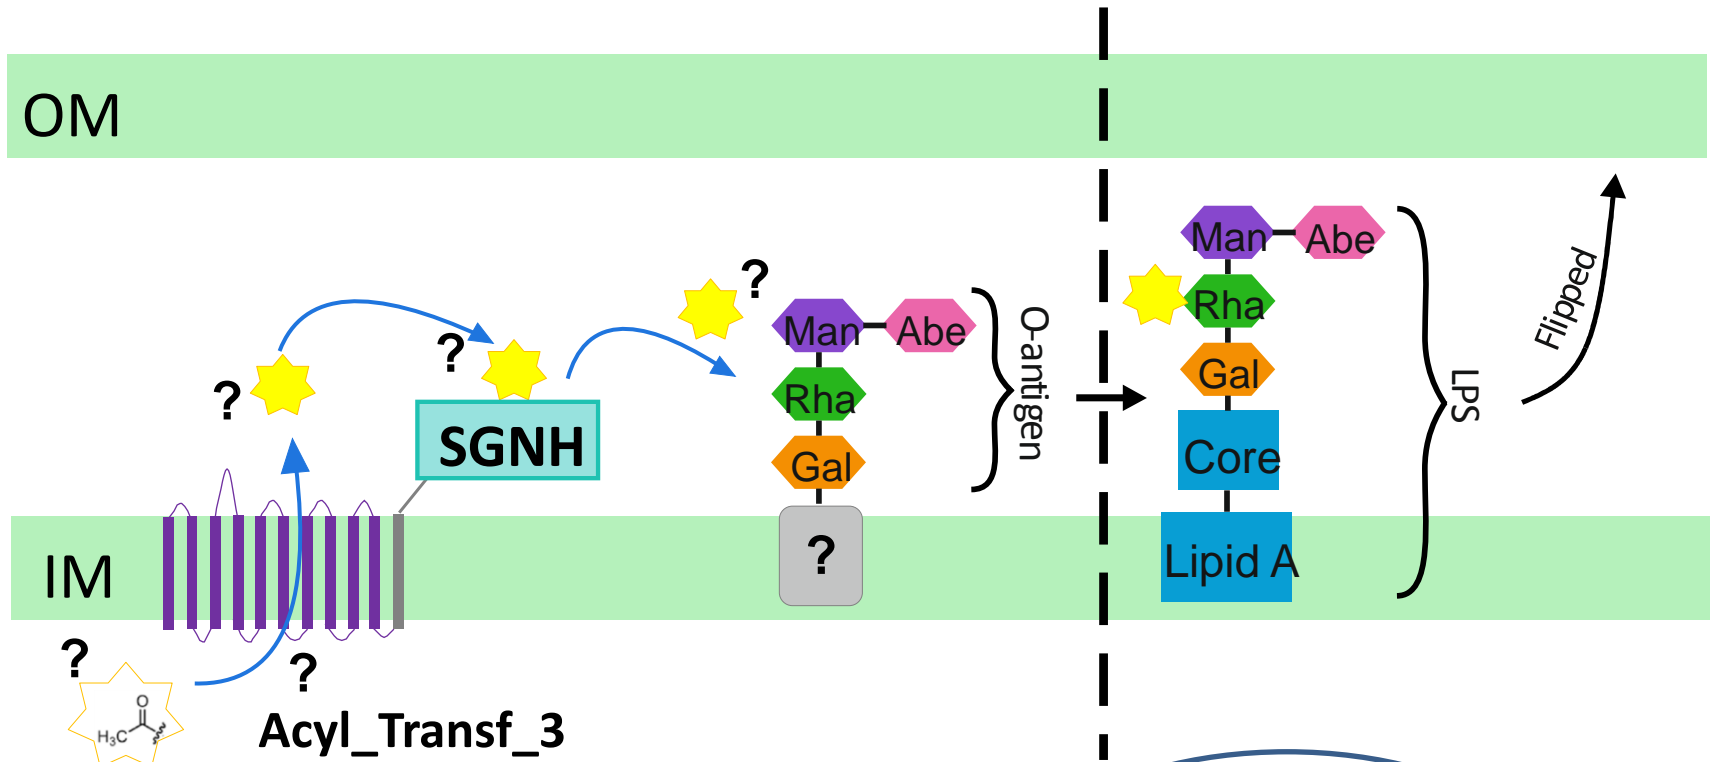 OM
Man
Abe
Rha
Gal
Core
Lipid A
LPS
Flipped
?
?
?
Man
Abe
Rha
Gal
?
O-antigen
SGNH
IM
?
?
O
H₃C
Acyl_Transf_3